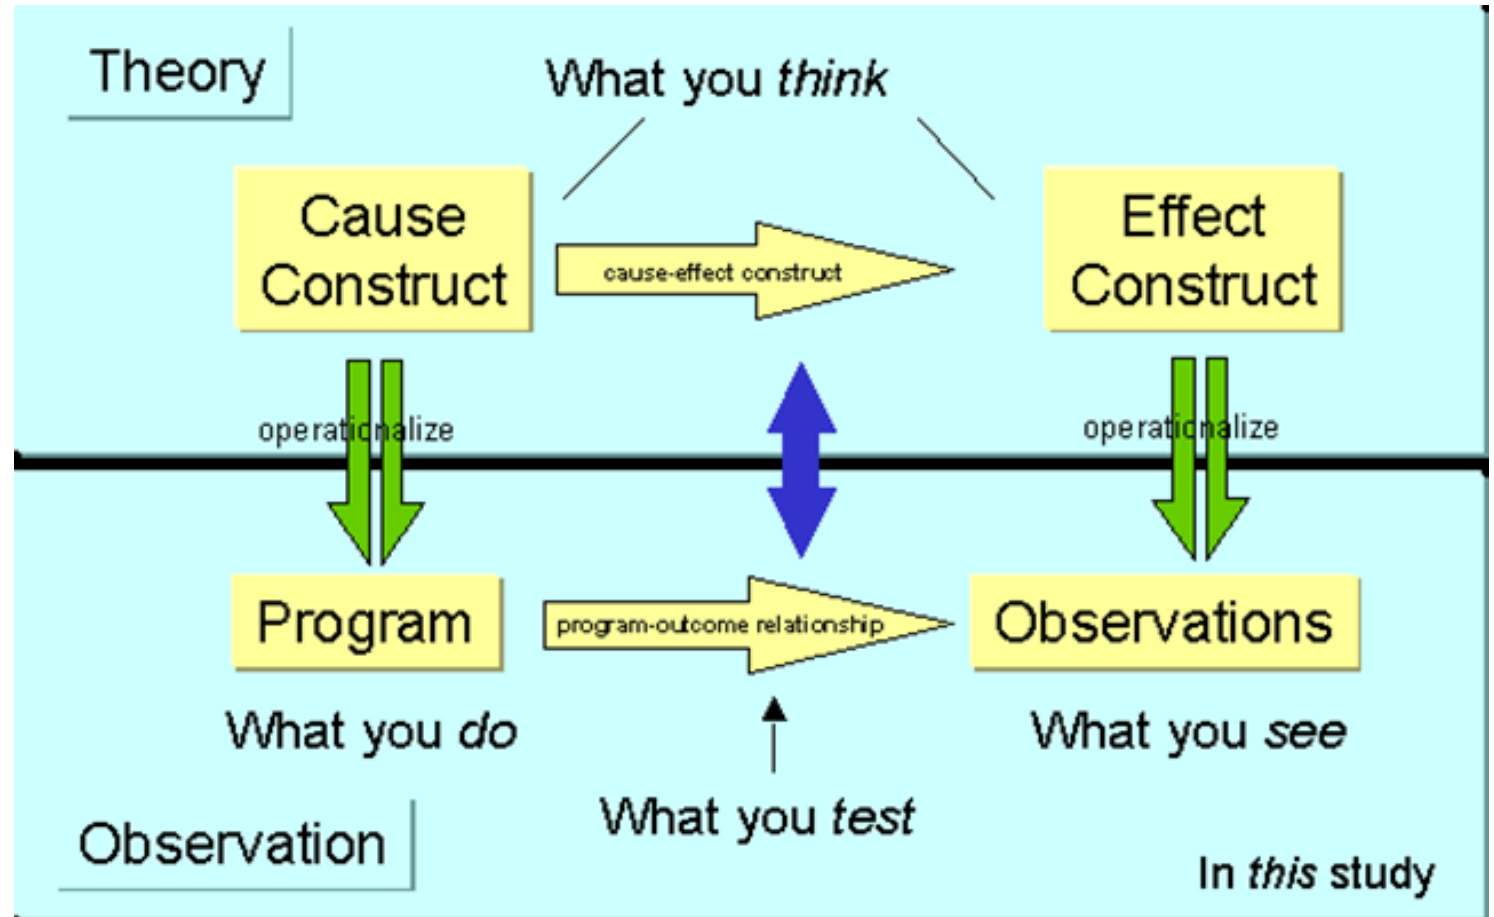 Theory
What you think
Cause
Construct
cause-effect construct
Effect
Construct
operationalize
operationalize
Program
program-outcome relationship
Observations
What you do
What you see
What you test
Observation
In this study